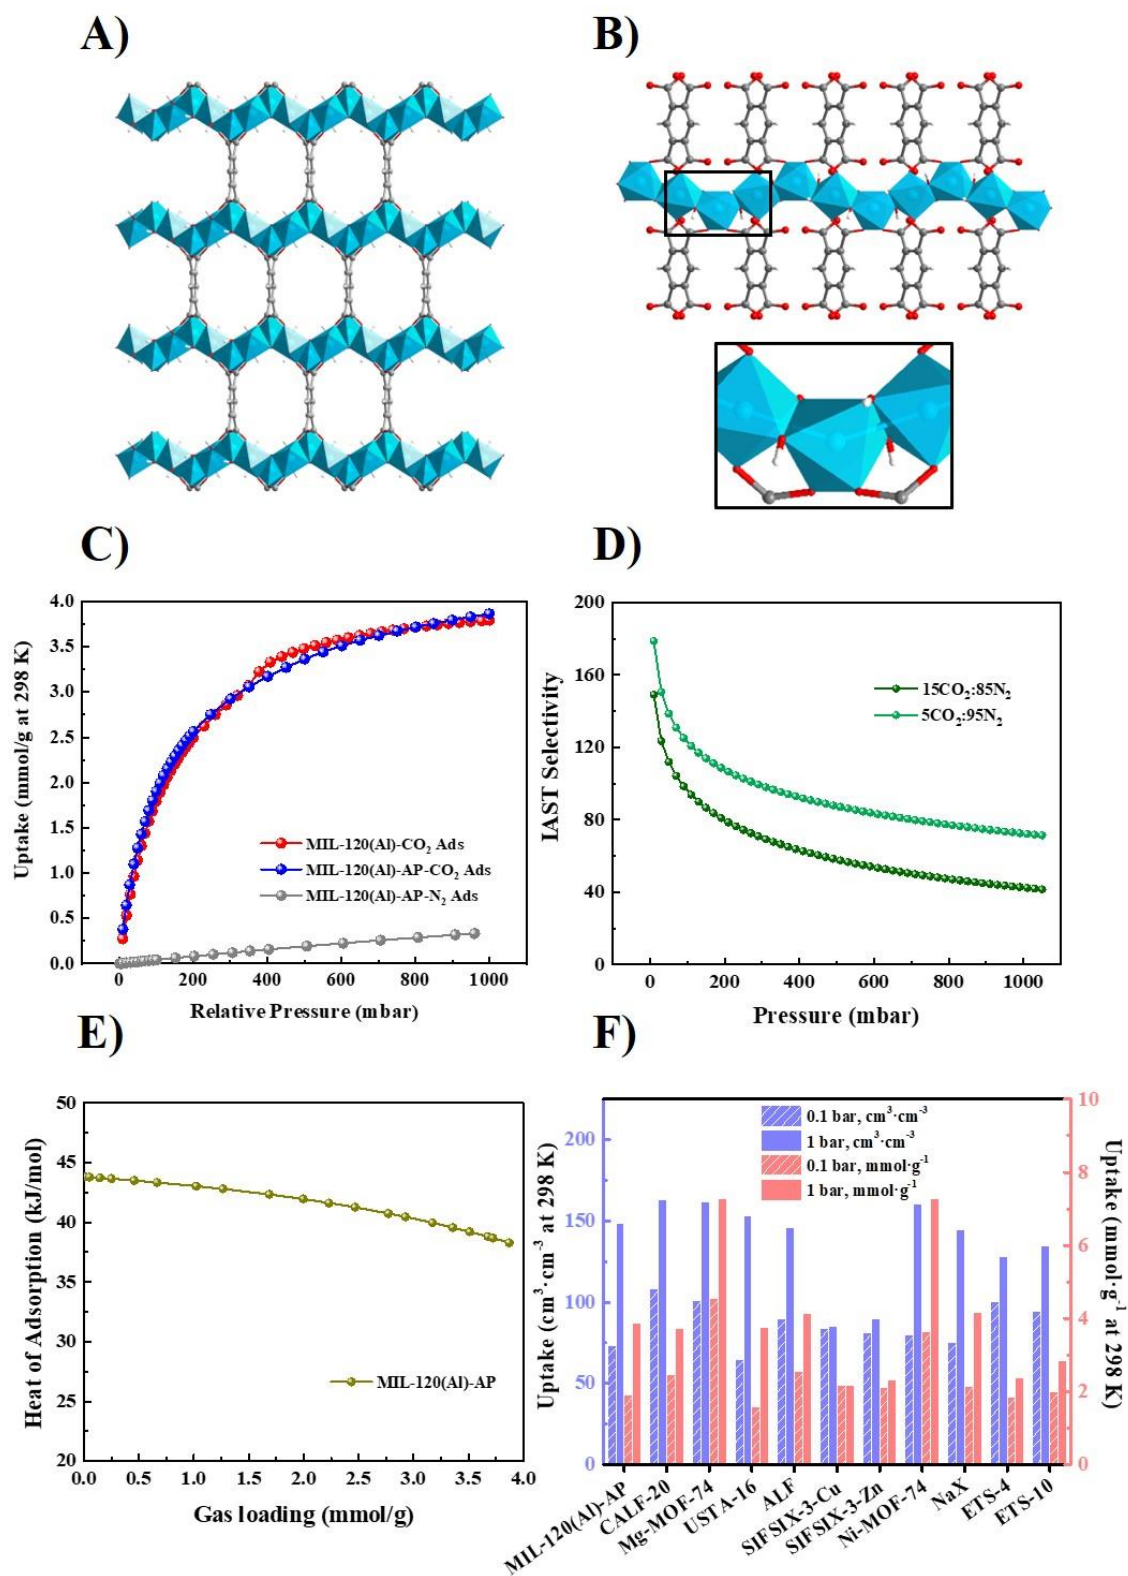 A)
B)
C)
Uptake (mmol/g at 298 K)
4.0
3.5
3.0
2.5
2.0
1.5
1.0
0.5
0.0
MIL-120(Al)-CO₂ Ads
MIL-120(Al)-AP-CO₂ Ads
MIL-120(Al)-AP-N₂ Ads
0 200 400 600 800 1000
Relative Pressure (mbar)
D)
IAST Selectivity
200
160
120
80
40
0
15CO₂:85N₂
5CO₂:95N₂
0 200 400 600 800 1000
Pressure (mbar)
E)
Heat of Adsorption (kJ/mol)
50
45
40
35
30
25
20
MIL-120(Al)-AP
0.0 0.5 1.0 1.5 2.0 2.5 3.0 3.5 4.0
Gas loading (mmol/g)
F)
Uptake (cm³·cm⁻³ at 298 K)
200
150
100
50
0
0.1 bar, cm³·cm⁻³
1 bar, cm³·cm⁻³
0.1 bar, mmol·g⁻¹
1 bar, mmol·g⁻¹
10
8
6
4
2
0
Uptake (mmol·g⁻¹ at 298 K)
MIL-120(Al)-AP
CALF-20
Mg-MOF-74
USTA-16
ALF
SIFSIX-3-Cu
SIFSIX-3-Zn
Ni-MOF-74
NaX
ETS-4
ETS-10